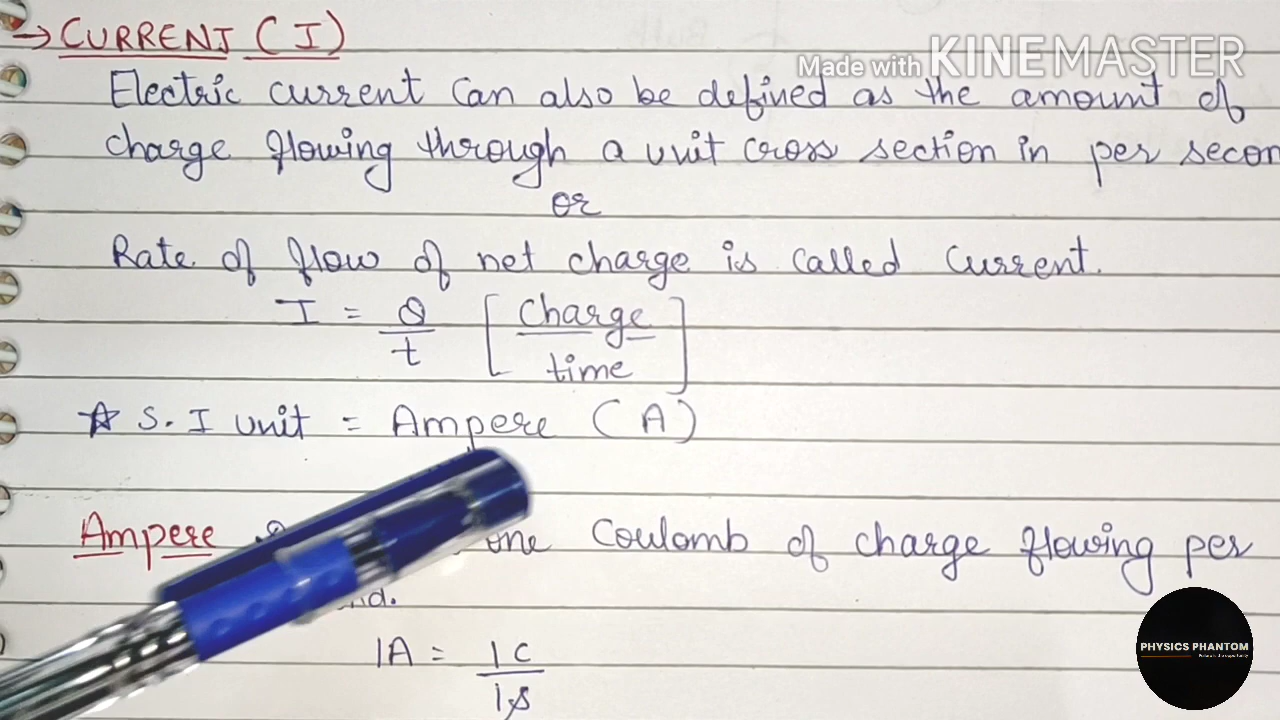 → CURRENT (I)
Made with KINEMASTER
Electric current can also be defined as the amount of
charge flowing through a unit cross section in per secon
or
Rate of flow of net charge is called current.
I = Q/t [Charge/time]
☆ S.I unit = Ampere (A)
Ampere one Coulomb of charge flowing per
1A = 1C/1s
PHYSICS PHANTOM